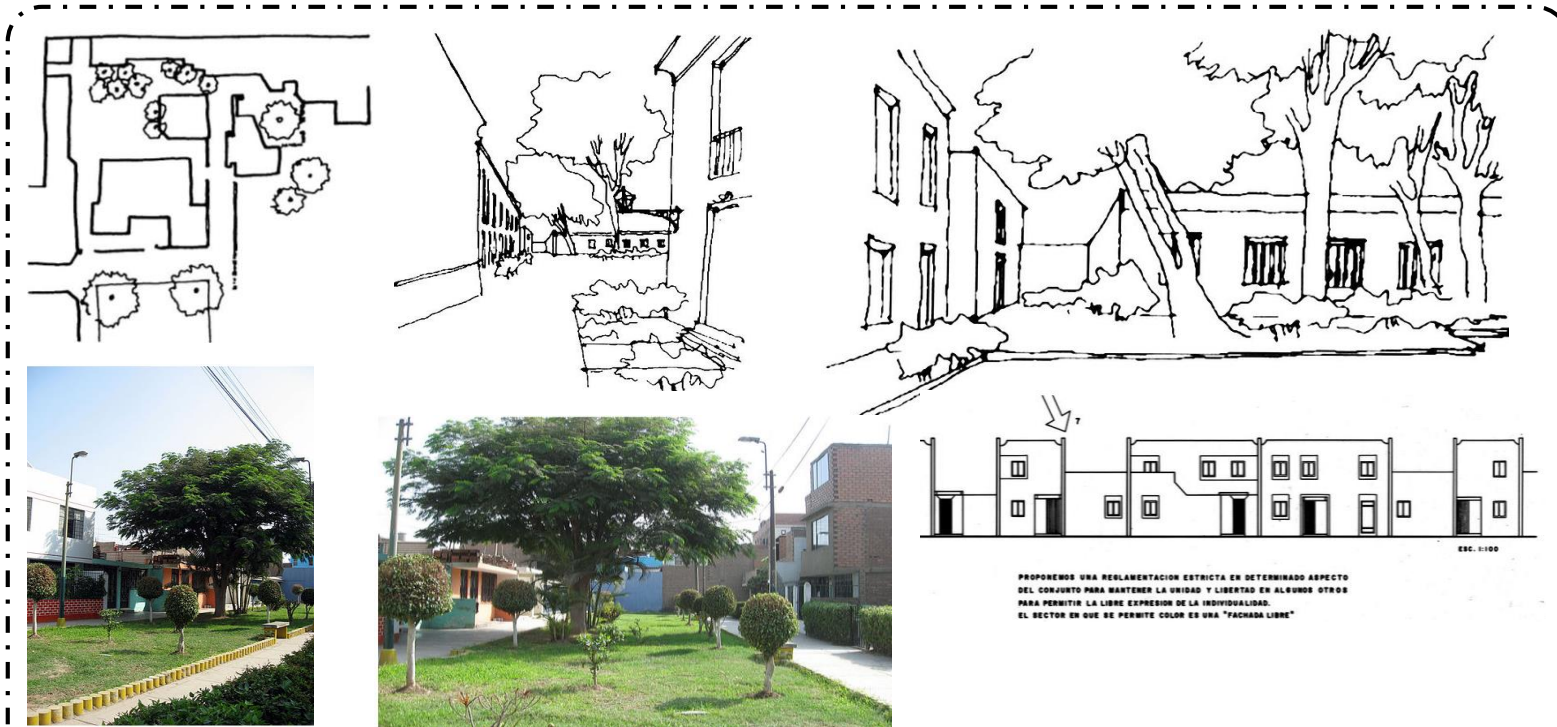 7
ESC. 1:100
PROPONEMOS UNA REGLAMENTACION ESTRICTA EN DETERMINADO ASPECTO
DEL CONJUNTO PARA MANTENER LA UNIDAD Y LIBERTAD EN ALGUNOS OTROS
PARA PERMITIR LA LIBRE EXPRESION DE LA INDIVIDUALIDAD.
EL SECTOR EN QUE SE PERMITE COLOR ES UNA "FACHADA LIBRE"